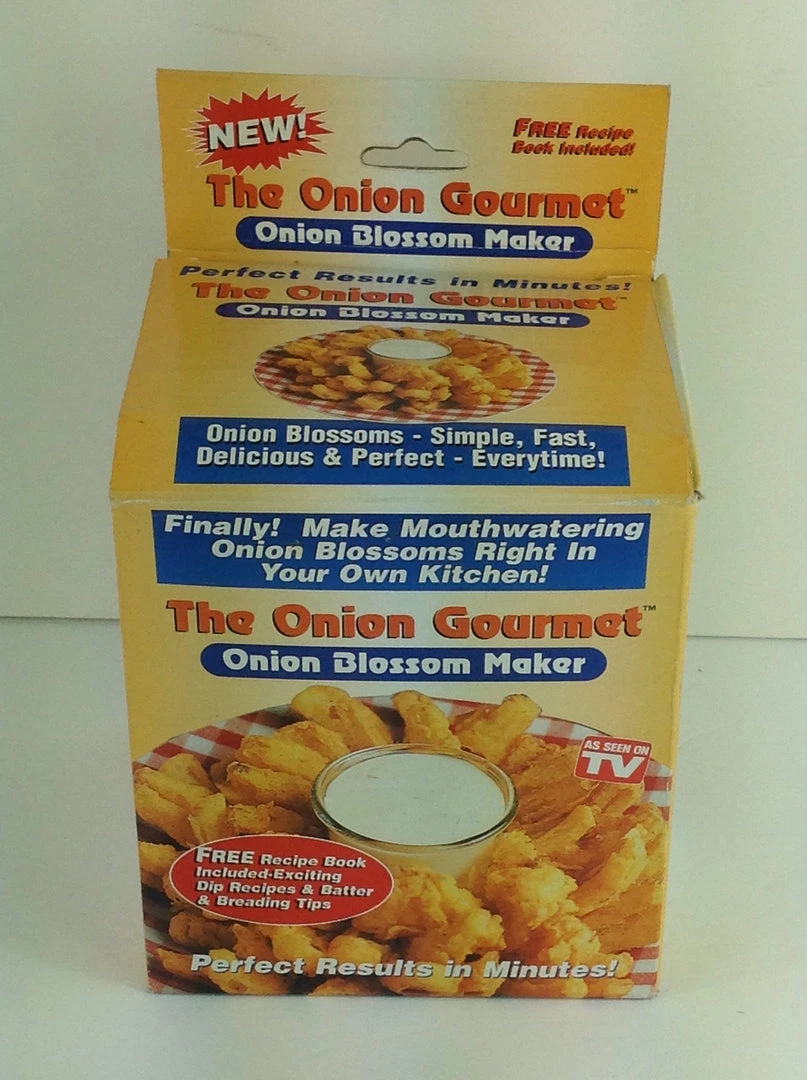 NEW!
FREE Recipe
Book Included!
The Onion Gourmet™
Onion Blossom Maker
Perfect Results in Minutes!
The Onion Gourmet™
Onion Blossom Maker
Onion Blossoms - Simple, Fast,
Delicious & Perfect - Everytime!
Finally! Make Mouthwatering
Onion Blossoms Right In
Your Own Kitchen!
The Onion Gourmet™
Onion Blossom Maker
AS SEEN ON
TV
FREE Recipe Book
Included-Exciting
Dip Recipes & Batter
& Breading Tips
Perfect Results in Minutes!